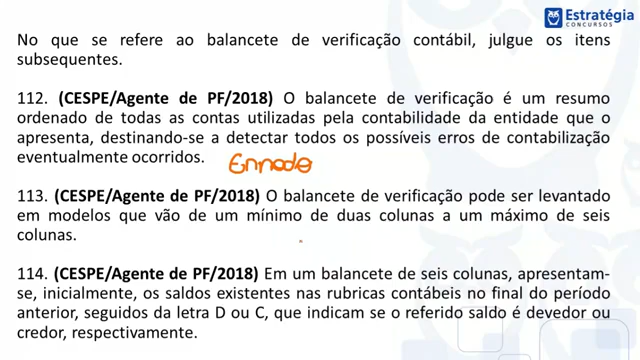 Estratégia
CONCURSOS
No que se refere ao balancete de verificação contábil, julgue os itens
subsequentes.
112. (CESPE/Agente de PF/2018) O balancete de verificação é um resumo
ordenado de todas as contas utilizadas pela contabilidade da entidade que o
apresenta, destinando-se a detectar todos os possíveis erros de contabilização
eventualmente ocorridos.
Errado
113. (CESPE/Agente de PF/2018) O balancete de verificação pode ser levantado
em modelos que vão de um mínimo de duas colunas a um máximo de seis
colunas.
114. (CESPE/Agente de PF/2018) Em um balancete de seis colunas, apresentam-
se, inicialmente, os saldos existentes nas rubricas contábeis no final do período
anterior, seguidos da letra D ou C, que indicam se o referido saldo é devedor ou
credor, respectivamente.